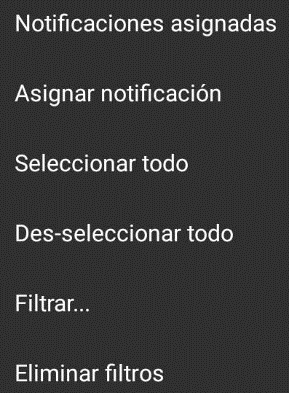 Notificaciones asignadas
Asignar notificación
Seleccionar todo
Des-seleccionar todo
Filtrar...
Eliminar filtros